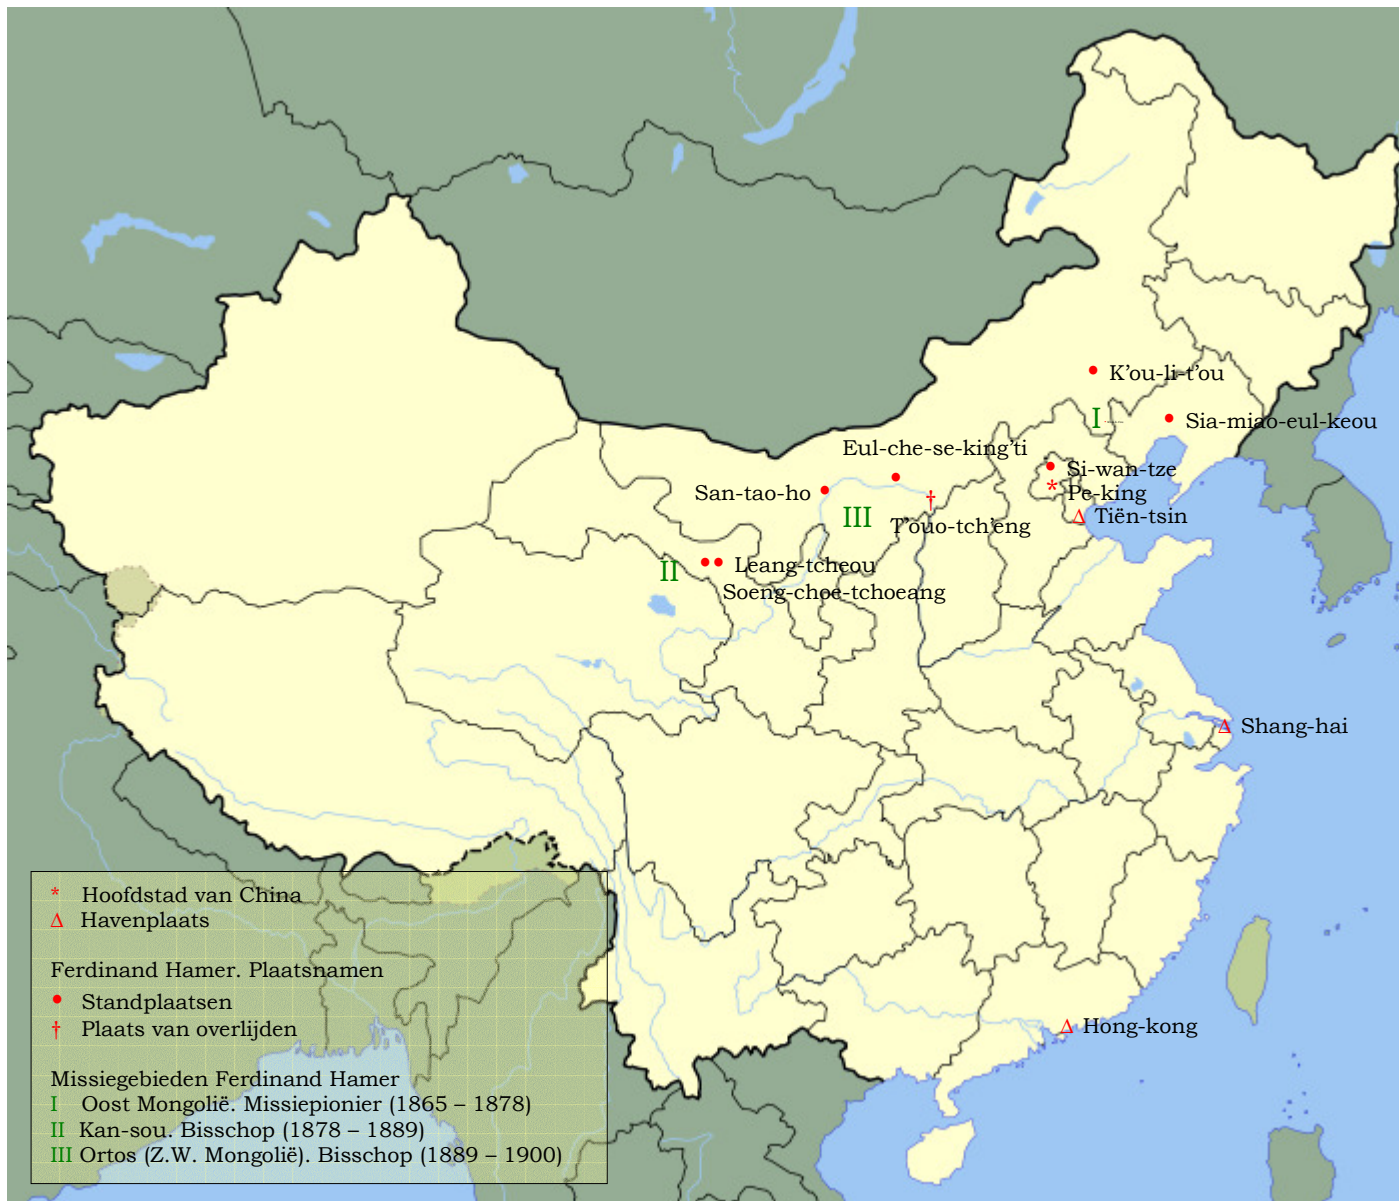 K'ou-li-t'ou
I
Sia-miao-eul-keou
Eul-che-se-king'ti
Si-wan-tze
San-tao-ho
* Pe-king
†
III
T'ouo-tch'eng
Δ Tiën-tsin
II
Leang-tcheou
Soeng-choe-tchoeang
Δ Shang-hai
Δ Hong-kong
* Hoofdstad van China
Δ Havenplaats
Ferdinand Hamer. Plaatsnamen
• Standplaatsen
† Plaats van overlijden
Missiegebieden Ferdinand Hamer
I Oost Mongolië. Missiepionier (1865 – 1878)
II Kan-sou. Bisschop (1878 – 1889)
III Ortos (Z.W. Mongolië). Bisschop (1889 – 1900)